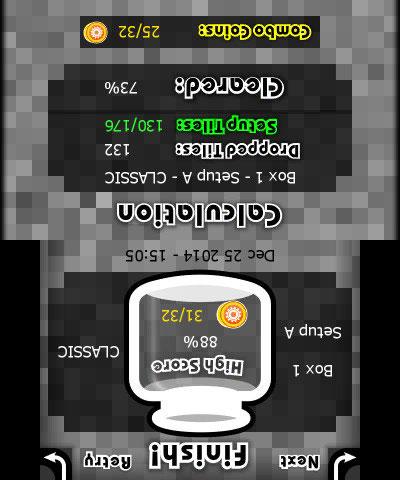 Next Finish! Retry
Box 1
Setup A
High Score
88%
31/32
CLASSIC
Dec 25 2014 - 15:05
Calculation
Box 1 - Setup A - CLASSIC
Dropped Tiles: 132
Setup Tiles: 130/176
Cleared: 73%
Combo Coins: 25/32